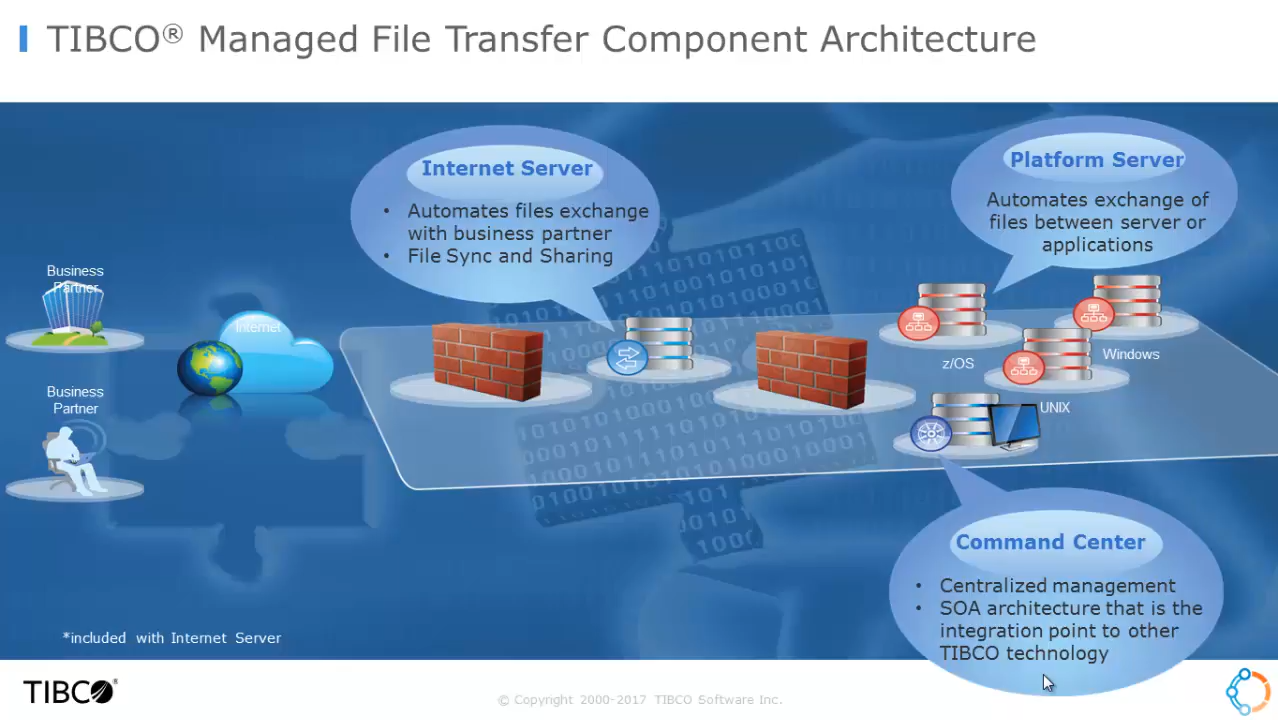 TIBCO® Managed File Transfer Component Architecture
Internet Server
• Automates files exchange
with business partner
• File Sync and Sharing
Platform Server
Automates exchange of
files between server or
applications
Business
Partner
Internet
Business
Partner
z/OS
Windows
UNIX
Command Center
• Centralized management
• SOA architecture that is the
integration point to other
TIBCO technology
*included with Internet Server
TIBCO®
© Copyright 2000-2017 TIBCO Software Inc.